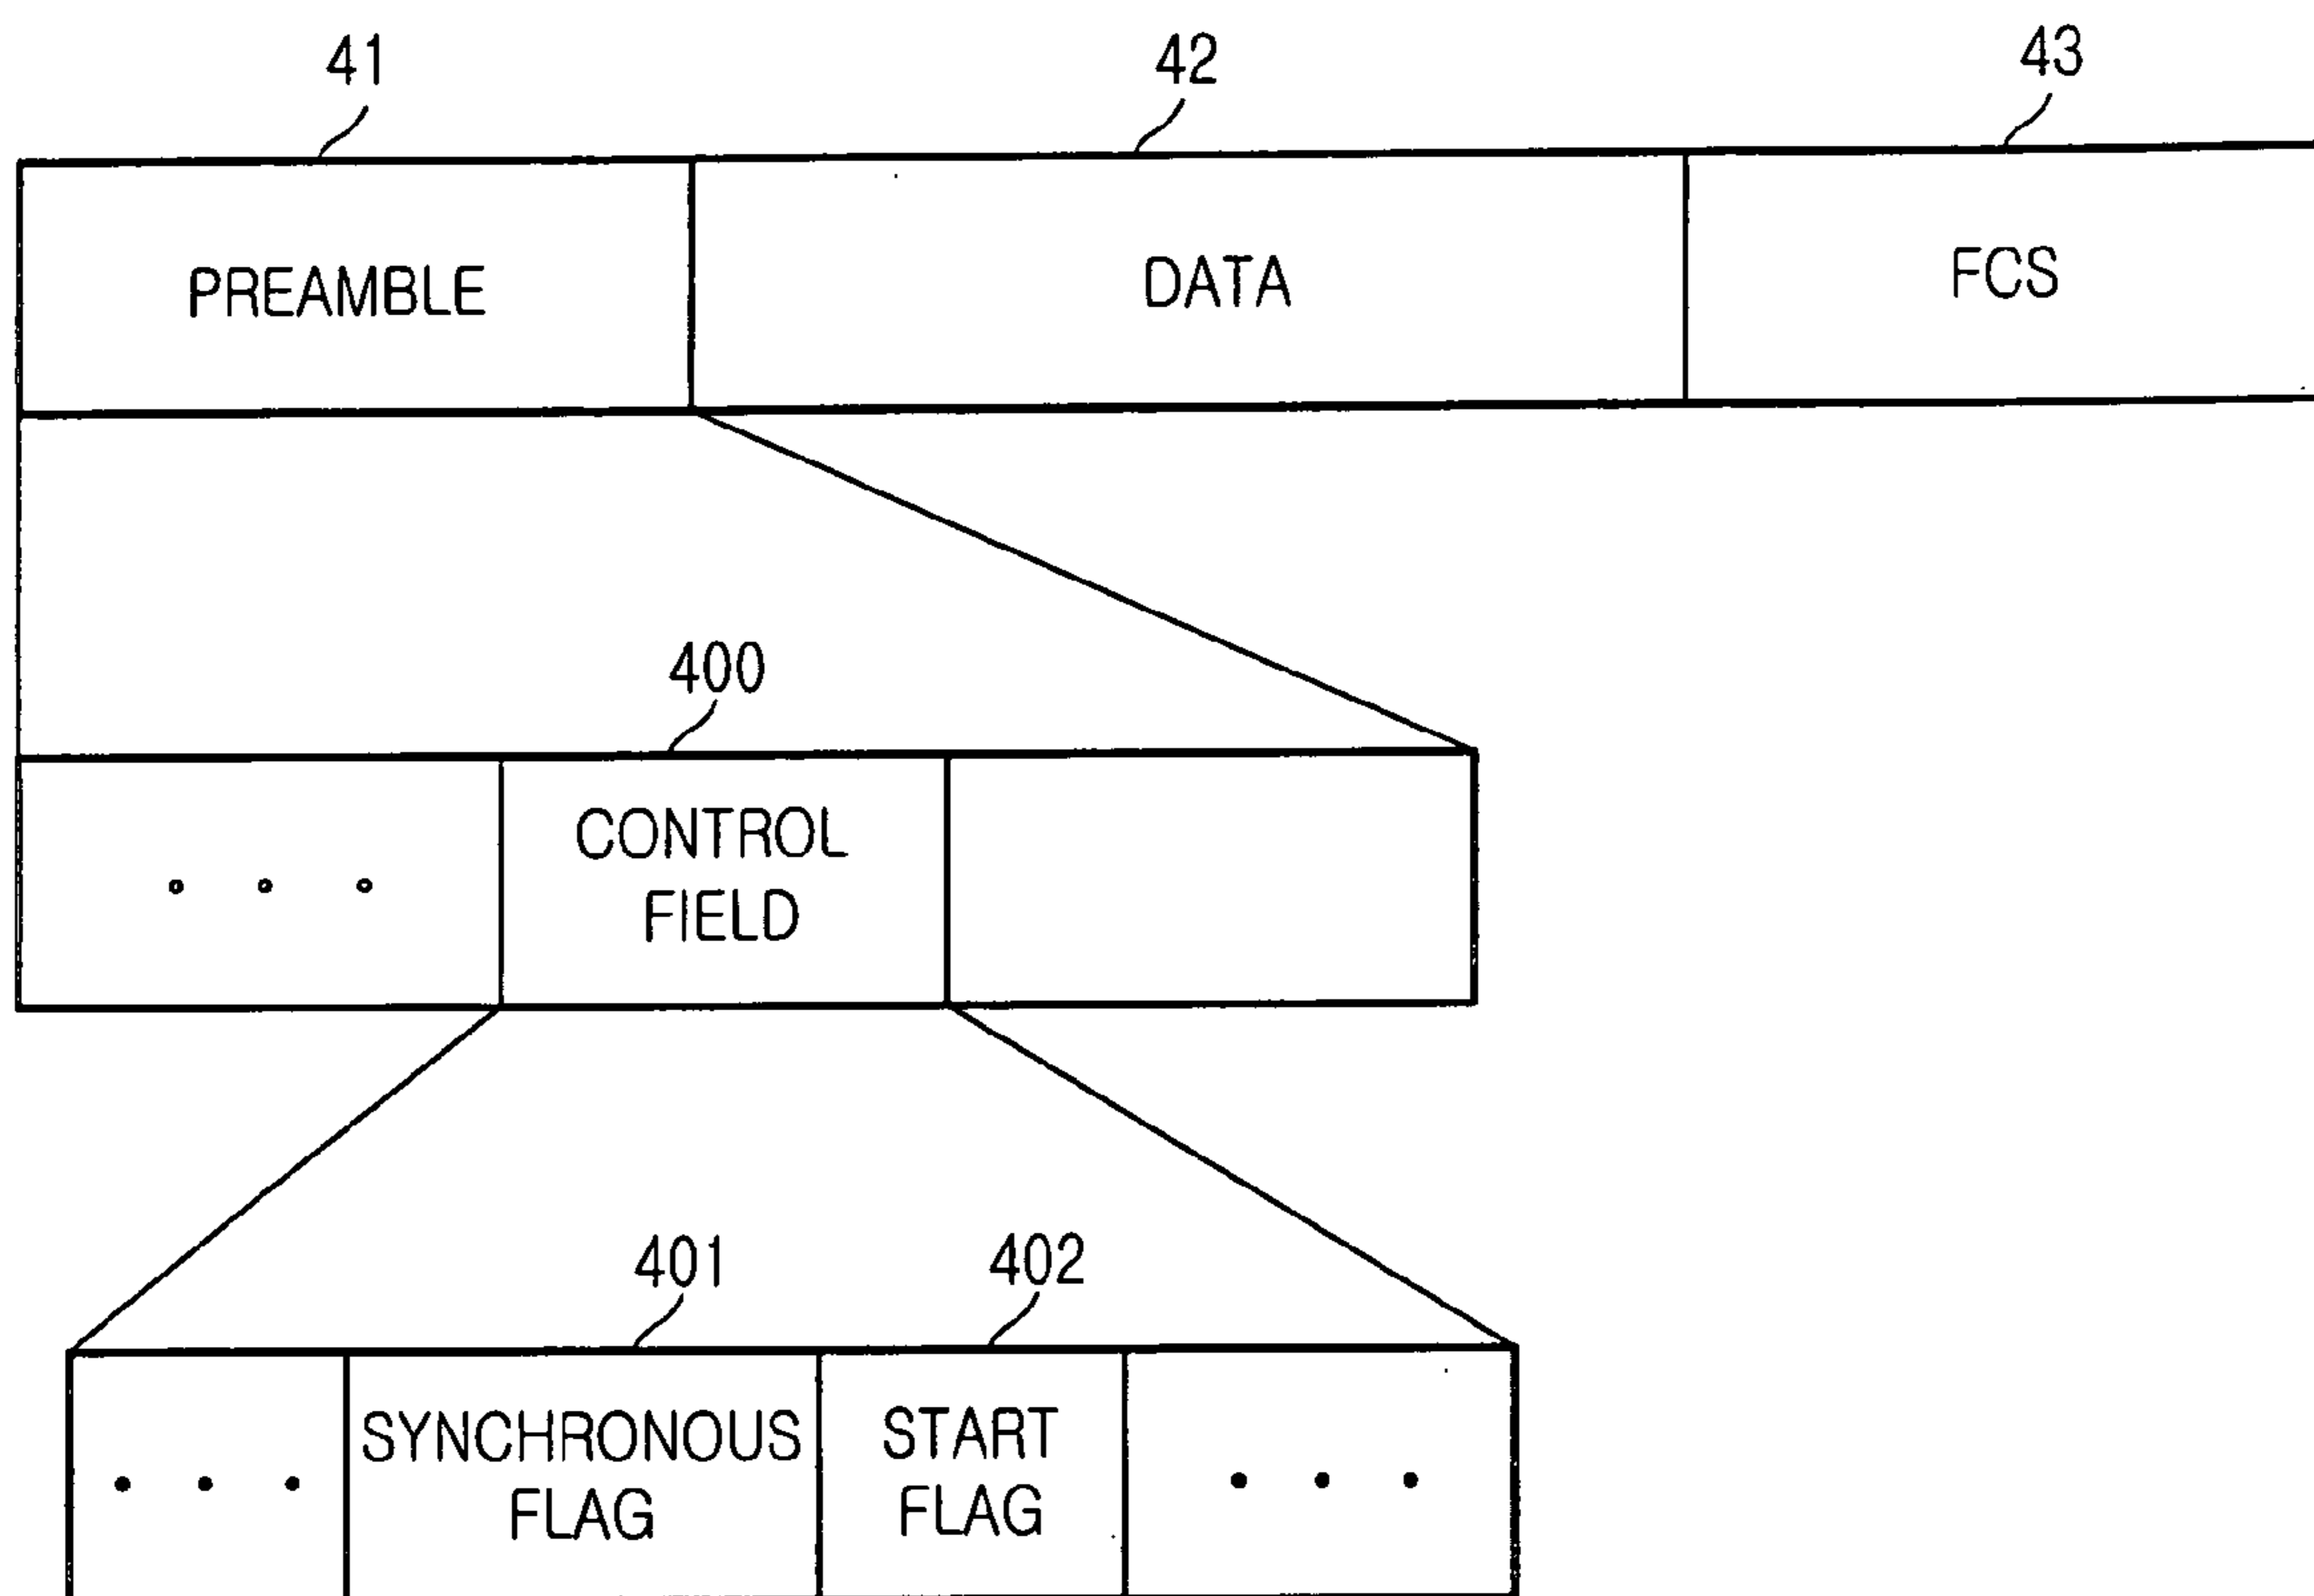 41
42
43
PREAMBLE
DATA
FCS
400
CONTROL
FIELD
401
402
SYNCHRONOUS
FLAG
START
FLAG